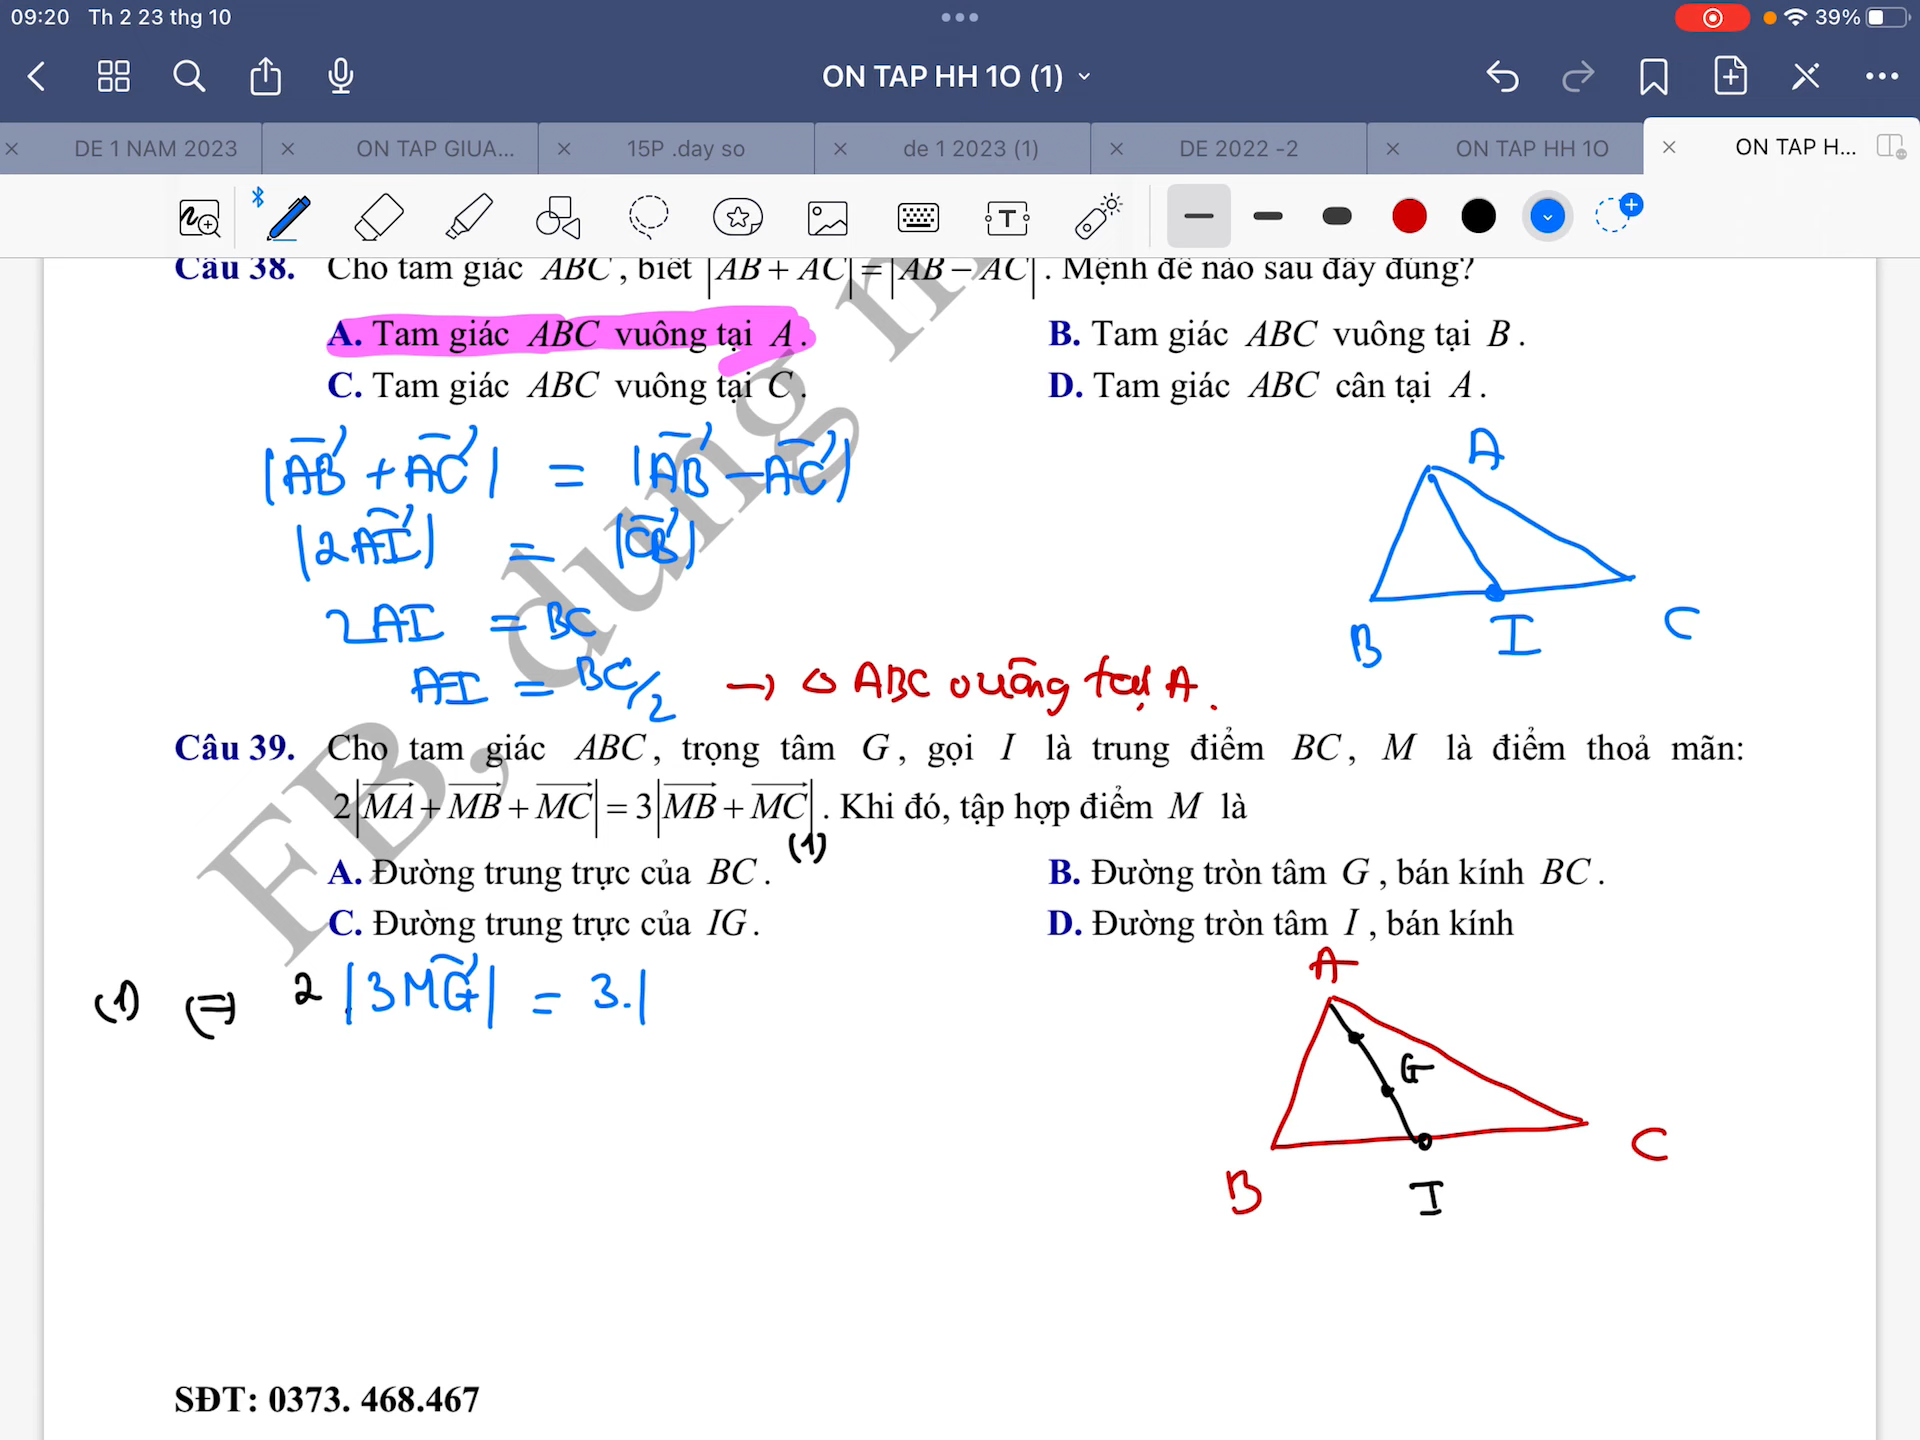 09:20 Th 2 23 thg 10
39%
ON TAP HH 1O (1)
DE 1 NAM 2023
ON TAP GIUA...
15P .day so
de 1 2023 (1)
DE 2022 -2
ON TAP HH 1O
ON TAP H...
Câu 38. Cho tam giác ABC, biết |AB + AC| = |AB − AC|. Mệnh đề nào sau đây đúng?
A. Tam giác ABC vuông tại A.
B. Tam giác ABC vuông tại B.
C. Tam giác ABC vuông tại C.
D. Tam giác ABC cân tại A.
|AB + AC| = |AB − AC|
|2AI| = |CB|
2AI = BC
AI = BC/2 → △ ABC vuông tại A.
A
B
I
C
Câu 39. Cho tam giác ABC, trọng tâm G, gọi I là trung điểm BC, M là điểm thoả mãn:
2|MA + MB + MC| = 3|MB + MC|. Khi đó, tập hợp điểm M là
(1)
A. Đường trung trực của BC.
B. Đường tròn tâm G, bán kính BC.
C. Đường trung trực của IG.
D. Đường tròn tâm I, bán kính
(1) ⇔ 2 |3MG| = 3.|
A
G
B
I
C
FB, dung
SĐT: 0373. 468.467